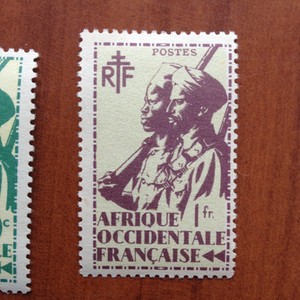 POSTES
RF
1 fr.
AFRIQUE
OCCIDENTALE
FRANÇAISE